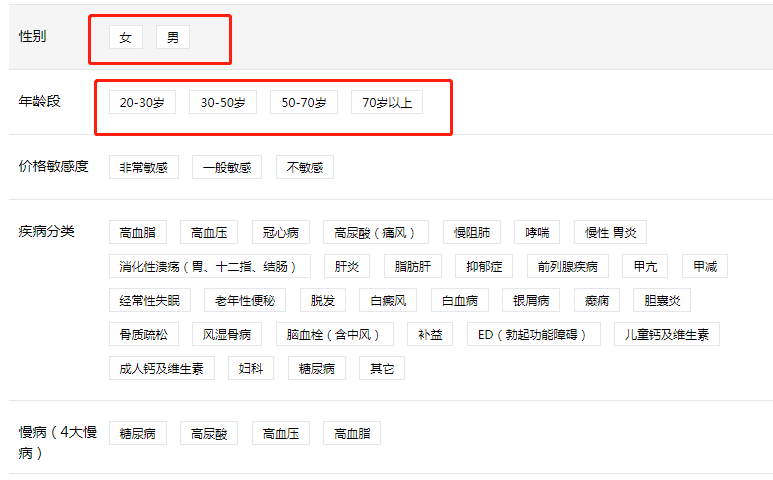 性别 女 男
年龄段 20-30岁 30-50岁 50-70岁 70岁以上
价格敏感度 非常敏感 一般敏感 不敏感
疾病分类 高血脂 高血压 冠心病 高尿酸（痛风） 慢阻肺 哮喘 慢性 胃炎
消化性溃疡（胃、十二指、结肠） 肝炎 脂肪肝 抑郁症 前列腺疾病 甲亢 甲减
经常性失眠 老年性便秘 脱发 白癜风 白血病 银屑病 癫痫 胆囊炎
骨质疏松 风湿骨病 脑血栓（含中风） 补益 ED（勃起功能障碍） 儿童钙及维生素
成人钙及维生素 妇科 糖尿病 其它
慢病（4大慢 糖尿病 高尿酸 高血压 高血脂
病）